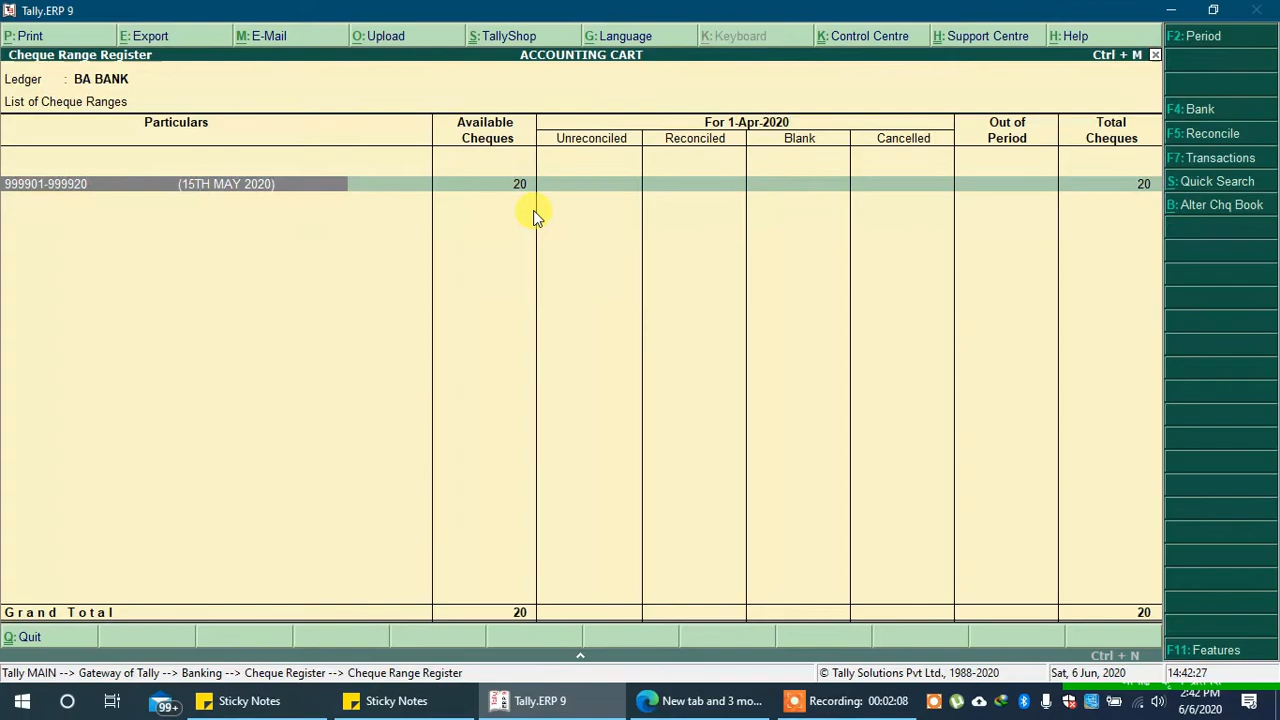 Tally.ERP 9
P: Print E: Export M: E-Mail O: Upload S: TallyShop G: Language K: Keyboard K: Control Centre H: Support Centre H: Help F2: Period
Cheque Range Register ACCOUNTING CART Ctrl + M
Ledger : BA BANK
List of Cheque Ranges
Particulars Available Cheques For 1-Apr-2020 Out of Period Total Cheques
Unreconciled Reconciled Blank Cancelled
999901-999920 (15TH MAY 2020) 20 20
Grand Total 20 20
F4: Bank
F5: Reconcile
F7: Transactions
S: Quick Search
B: Alter Chq Book
F11: Features
Q: Quit
Ctrl + N
Tally MAIN --> Gateway of Tally --> Banking --> Cheque Register --> Cheque Range Register © Tally Solutions Pvt Ltd., 1988-2020 Sat, 6 Jun, 2020 14:42:27
99+ Sticky Notes Sticky Notes Tally.ERP 9 New tab and 3 mo... Recording: 00:02:08 2:42 PM
6/6/2020